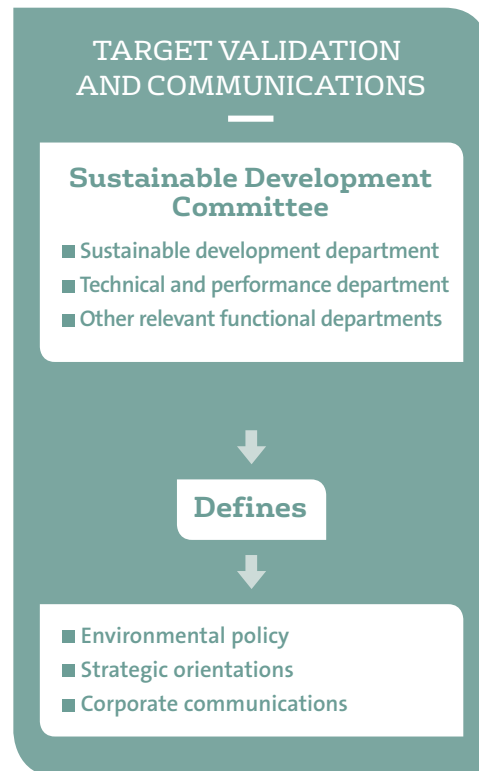 TARGET VALIDATION
AND COMMUNICATIONS
Sustainable Development
Committee
■ Sustainable development department
■ Technical and performance department
■ Other relevant functional departments
Defines
■ Environmental policy
■ Strategic orientations
■ Corporate communications